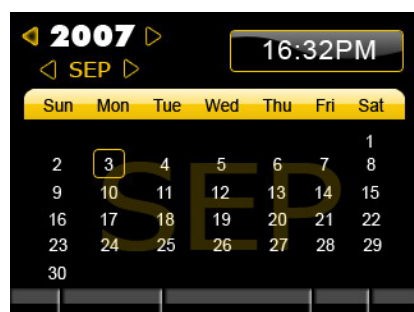 2007
16:32PM
SEP
Sun Mon Tue Wed Thu Fri Sat
SEP
1
2 3 4 5 6 7 8
9 10 11 12 13 14 15
16 17 18 19 20 21 22
23 24 25 26 27 28 29
30